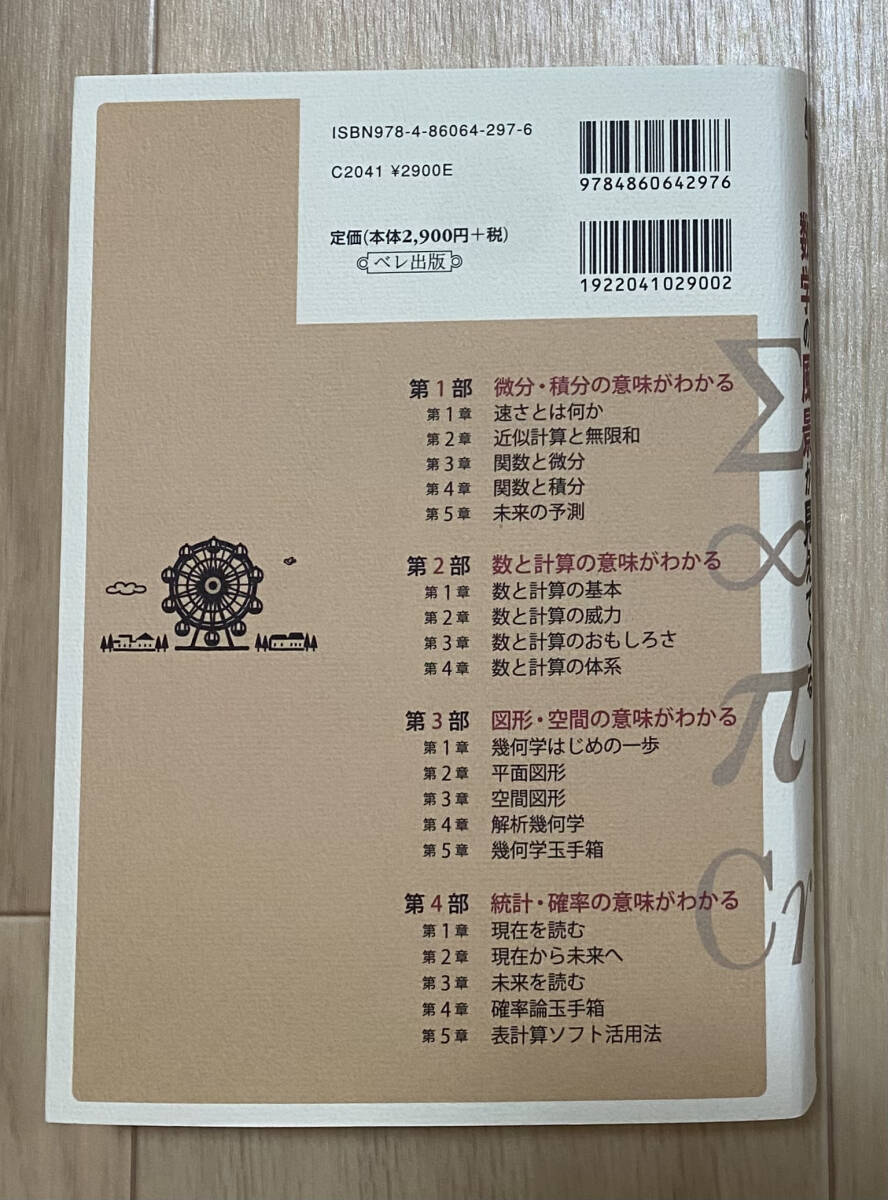 ISBN978-4-86064-297-6
C2041 ¥2900E
定価(本体2,900円+税)
ベレ出版
9784860642976
1922041029002
第1部 微分・積分の意味がわかる
第1章 速さとは何か
第2章 近似計算と無限和
第3章 関数と微分
第4章 関数と積分
第5章 未来の予測
第2部 数と計算の意味がわかる
第1章 数と計算の基本
第2章 数と計算の威力
第3章 数と計算のおもしろさ
第4章 数と計算の体系
第3部 図形・空間の意味がわかる
第1章 幾何学はじめの一歩
第2章 平面図形
第3章 空間図形
第4章 解析幾何学
第5章 幾何学玉手箱
第4部 統計・確率の意味がわかる
第1章 現在を読む
第2章 現在から未来へ
第3章 未来を読む
第4章 確率論玉手箱
第5章 表計算ソフト活用法
Σ
∞
π
Cr
数学の風景が見えてくる